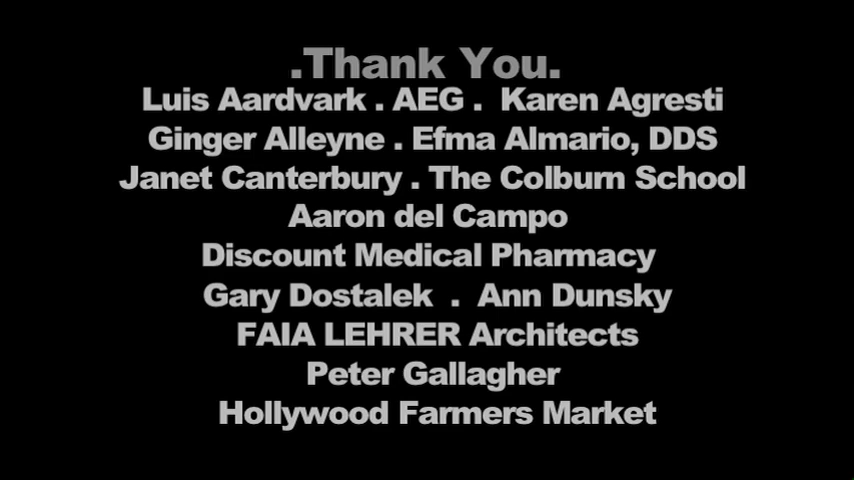 .Thank You.
Luis Aardvark . AEG . Karen Agresti
Ginger Alleyne . Efma Almario, DDS
Janet Canterbury . The Colburn School
Aaron del Campo
Discount Medical Pharmacy
Gary Dostalek . Ann Dunsky
FAIA LEHRER Architects
Peter Gallagher
Hollywood Farmers Market